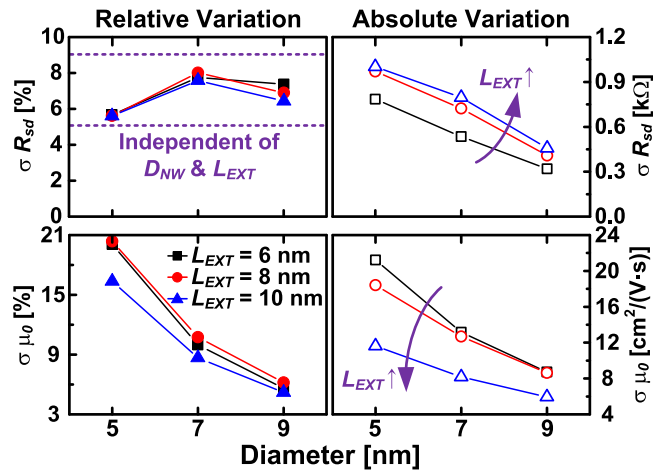 Relative Variation
Absolute Variation
σ R_sd [%]
10
8
6
4
2
0
Independent of
D_NW & L_EXT
L_EXT↑
1.2
0.9
0.6
0.3
0.0
σ R_sd [kΩ]
σ μ_0 [%]
21
15
9
3
L_EXT = 6 nm
L_EXT = 8 nm
L_EXT = 10 nm
L_EXT↑
24
20
16
12
8
4
σ μ_0 [cm²/(V·s)]
5 7 9
5 7 9
Diameter [nm]